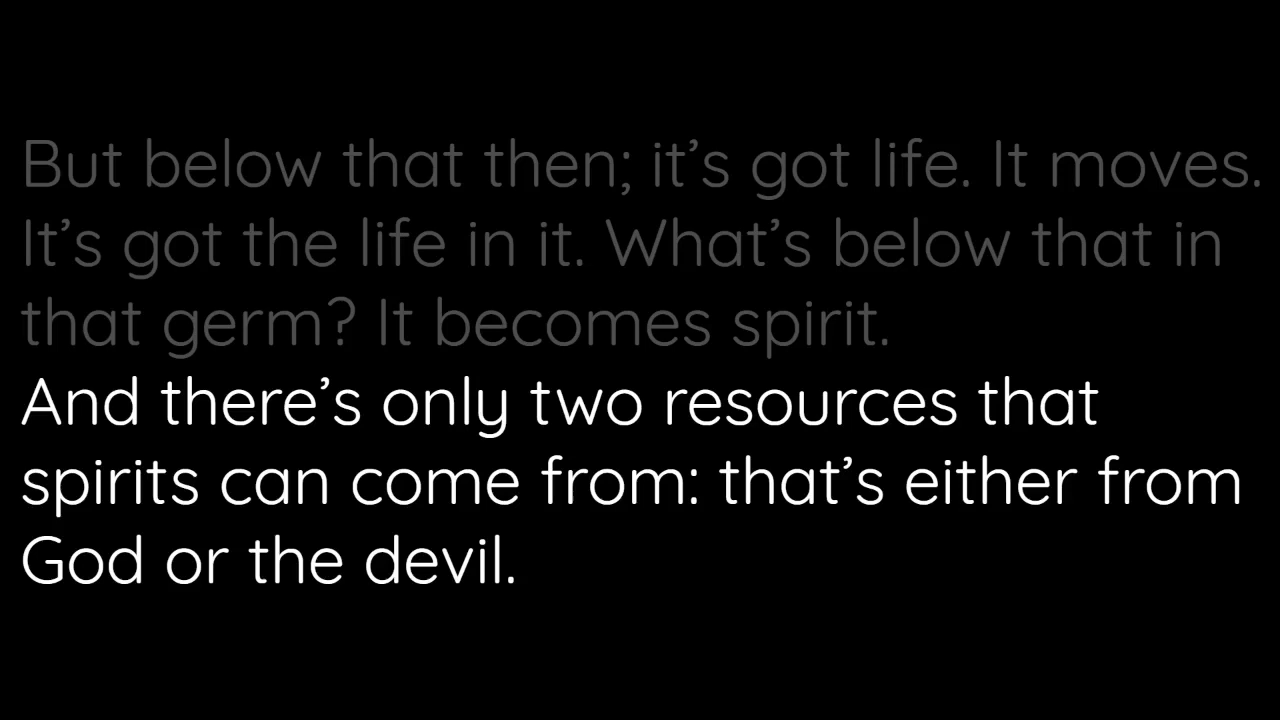 But below that then; it’s got life. It moves.
It’s got the life in it. What’s below that in
that germ? It becomes spirit.
And there’s only two resources that
spirits can come from: that’s either from
God or the devil.